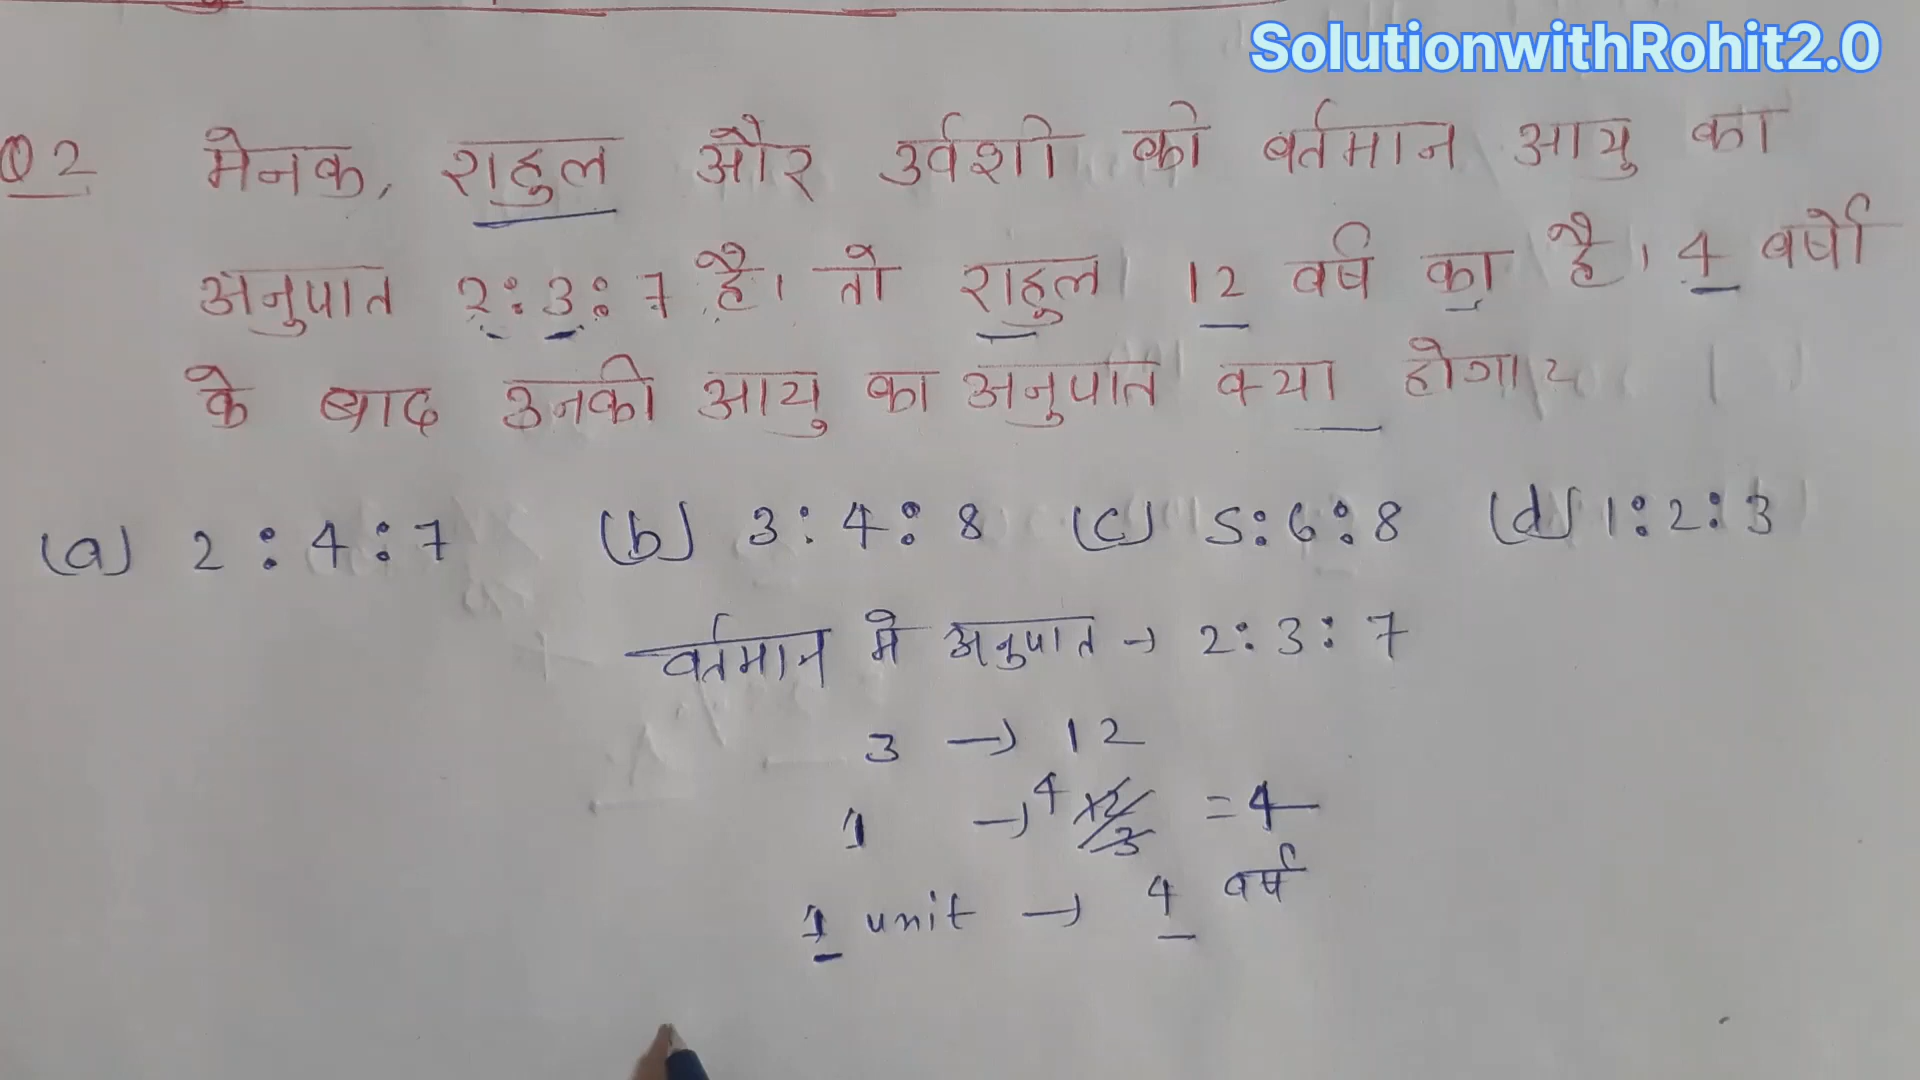 SolutionwithRohit2.0
Q2 मेनक, राहुल और उर्वशी की वर्तमान आयु का
अनुपात 2:3:7 है। तो राहुल 12 वर्ष का है। 4 वर्षो
के बाद उनकी आयु का अनुपात क्या होगा?
(a) 2:4:7 (b) 3:4:8 (c) 5:6:8 (d) 1:2:3
वर्तमान मे अनुपात → 2:3:7
3 → 12
1 → 4 12/3 = 4
1 unit → 4 वर्ष